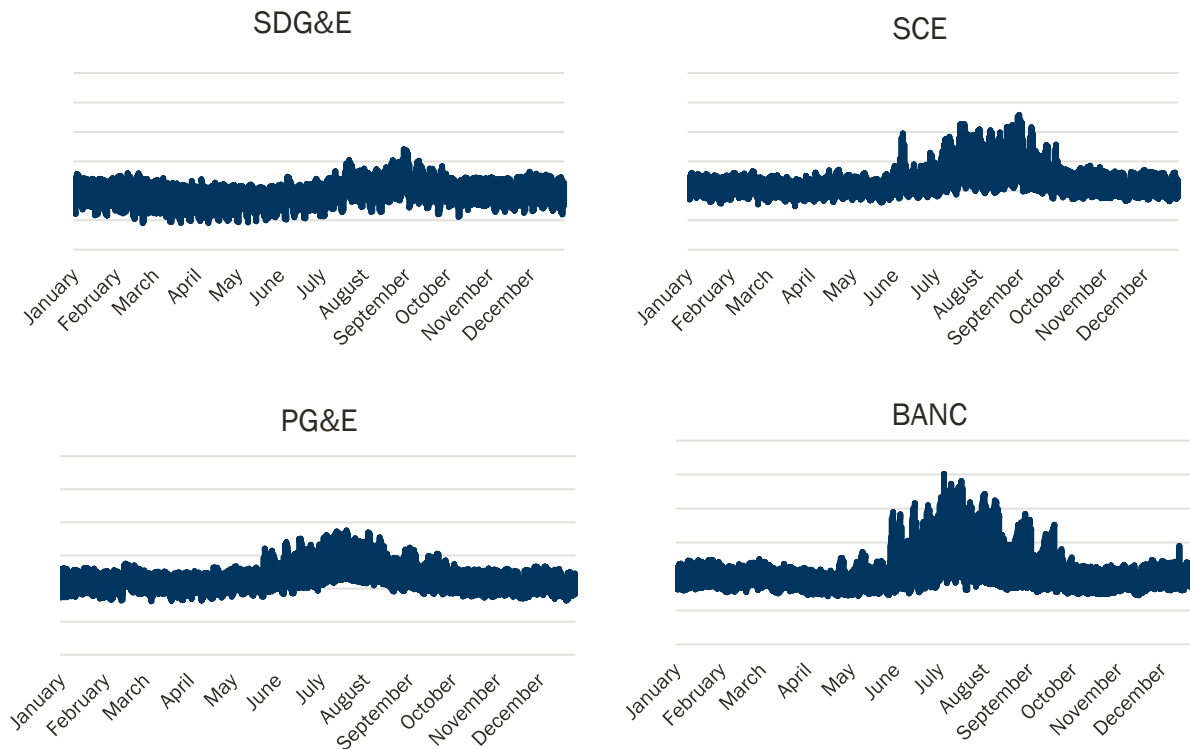 SDG&E
January
February
March
April
May
June
July
August
September
October
November
December
SCE
January
February
March
April
May
June
July
August
September
October
November
December
PG&E
January
February
March
April
May
June
July
August
September
October
November
December
BANC
January
February
March
April
May
June
July
August
September
October
November
December